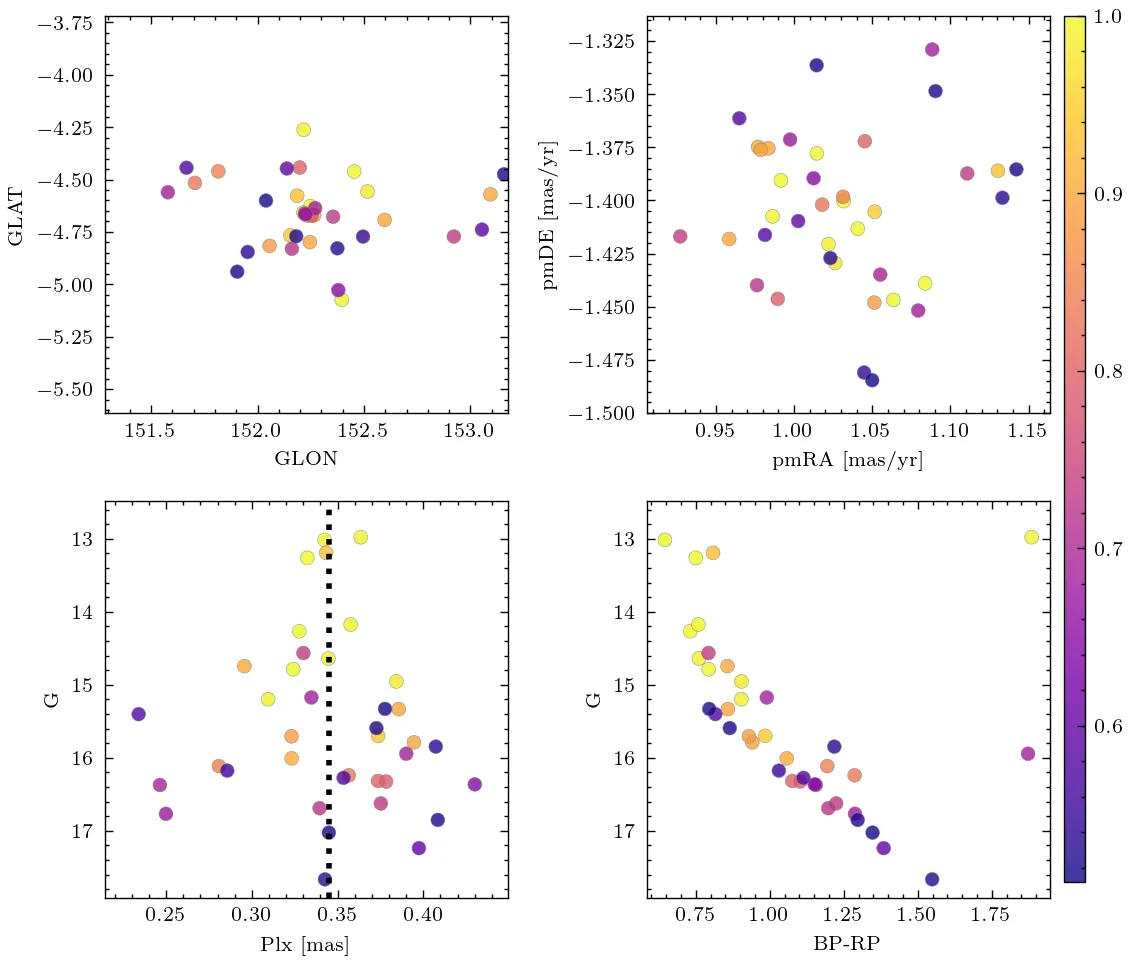 −3.75
−4.00
−4.25
−4.50
−4.75
−5.00
−5.25
−5.50
GLAT
151.5 152.0 152.5 153.0
GLON
−1.325
−1.350
−1.375
−1.400
−1.425
−1.450
−1.475
−1.500
pmDE [mas/yr]
0.95 1.00 1.05 1.10 1.15
pmRA [mas/yr]
1.0
0.9
0.8
0.7
0.6
13
14
15
16
17
G
0.25 0.30 0.35 0.40
Plx [mas]
13
14
15
16
17
G
0.75 1.00 1.25 1.50 1.75
BP-RP